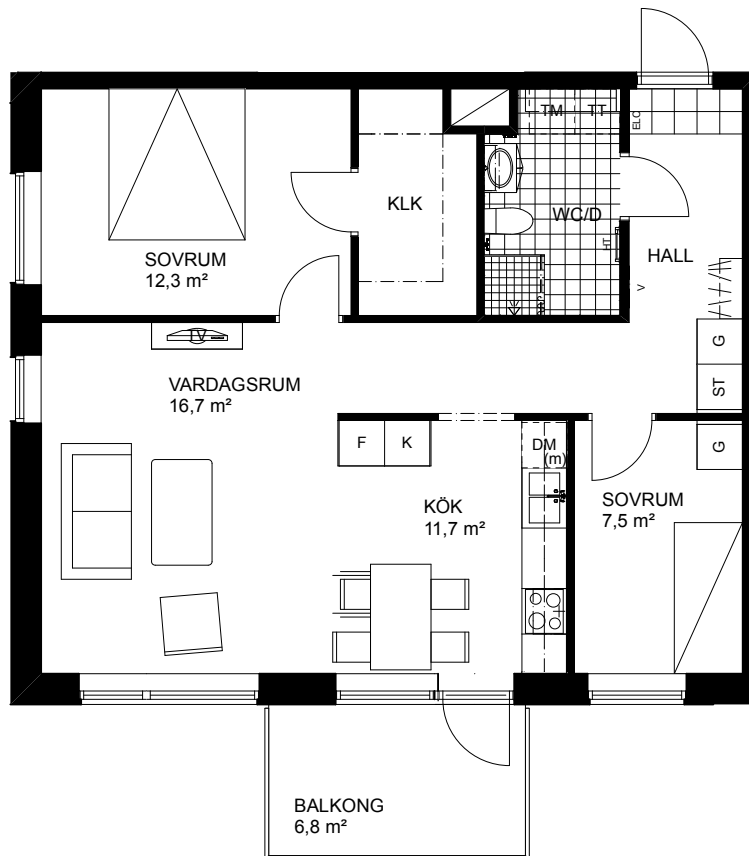 TM
TT
ELC
KLK
WC/D
HT
SOVRUM
12,3 m²
HALL
V
TV
G
VARDAGSRUM
16,7 m²
ST
F
K
DM
(m)
G
KÖK
11,7 m²
SOVRUM
7,5 m²
BALKONG
6,8 m²